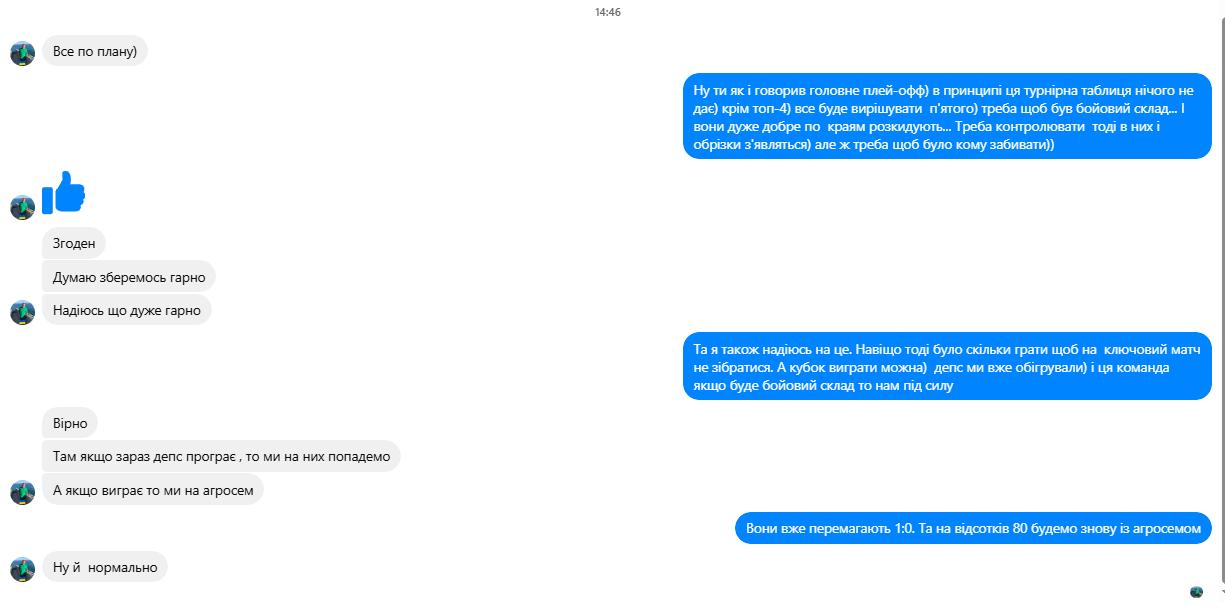 14:46
Все по плану)
Ну ти як і говорив головне плей-офф) в принципі ця турнірна таблиця нічого не
дає) крім топ-4) все буде вирішувати п'ятого) треба щоб був бойовий склад... І
вони дуже добре по краям розкидують... Треба контролювати тоді в них і
обрізки з'являться) але ж треба щоб було кому забивати))
Згоден
Думаю зберемось гарно
Надіюсь що дуже гарно
Та я також надіюсь на це. Навіщо тоді було скільки грати щоб на ключовий матч
не зібратися. А кубок виграти можна) депс ми вже обігрували) і ця команда
якщо буде бойовий склад то нам під силу
Вірно
Там якщо зараз депс програє , то ми на них попадемо
А якщо виграє то ми на агросем
Вони вже перемагають 1:0. Та на відсотків 80 будемо знову із агросемом
Ну й нормально